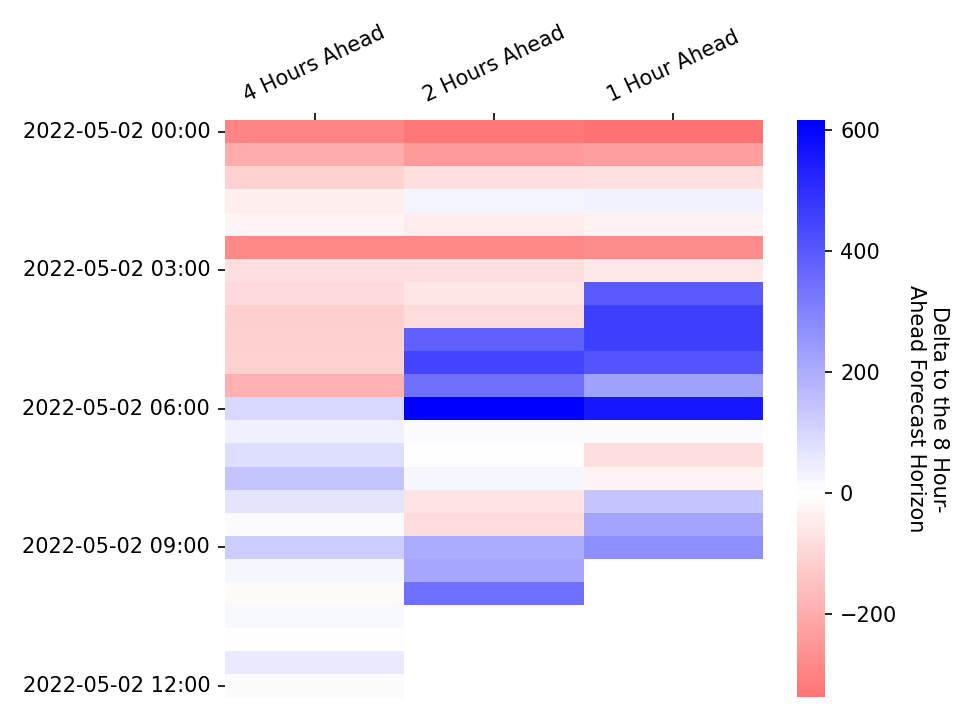 4 Hours Ahead
2 Hours Ahead
1 Hour Ahead
2022-05-02 00:00
2022-05-02 03:00
2022-05-02 06:00
2022-05-02 09:00
2022-05-02 12:00
600
400
200
0
−200
Delta to the 8 Hour-
Ahead Forecast Horizon